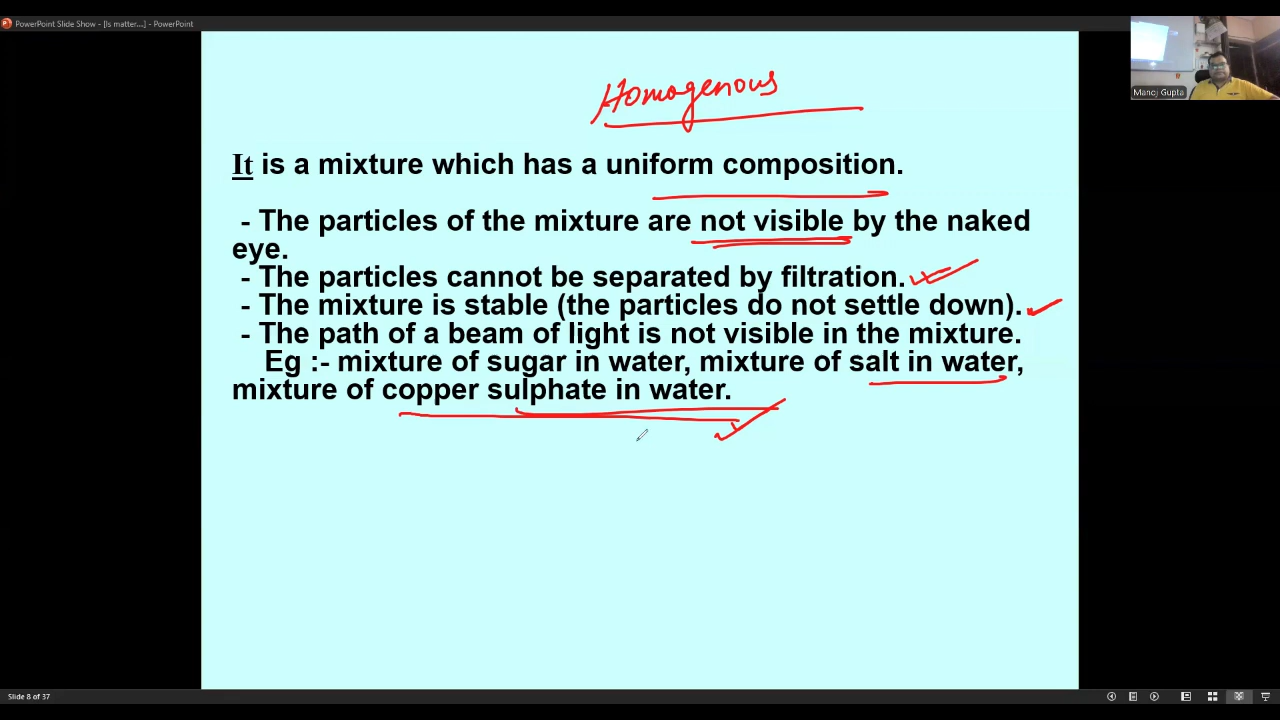 PowerPoint Slide Show - [Is matter...] - PowerPoint
Manoj Gupta
Homogenous
It is a mixture which has a uniform composition.
- The particles of the mixture are not visible by the naked
eye.
- The particles cannot be separated by filtration.
- The mixture is stable (the particles do not settle down).
- The path of a beam of light is not visible in the mixture.
Eg :- mixture of sugar in water, mixture of salt in water,
mixture of copper sulphate in water.
Slide 8 of 37